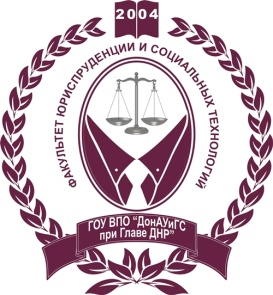 2004
ФАКУЛЬТЕТ ЮРИСПРУДЕНЦИИ И СОЦИАЛЬНЫХ ТЕХНОЛОГИЙ
ГОУ ВПО "ДонАУиГС
при Главе ДНР"